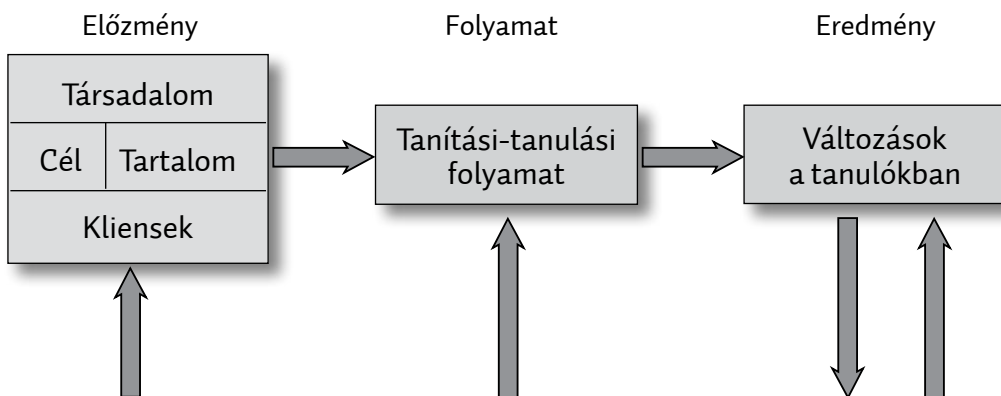 Előzmény
Folyamat
Eredmény
Társadalom
Cél
Tartalom
Kliensek
Tanítási-tanulási
folyamat
Változások
a tanulókban